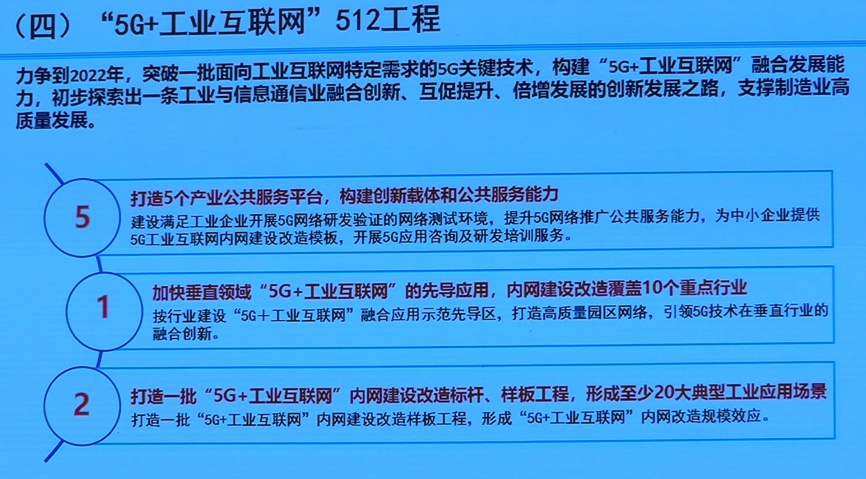 （四）“5G+工业互联网”512工程
力争到2022年，突破一批面向工业互联网特定需求的5G关键技术，构建“5G+工业互联网”融合发展能
力，初步探索出一条工业与信息通信业融合创新、互促提升、倍增发展的创新发展之路，支撑制造业高
质量发展。
5
打造5个产业公共服务平台，构建创新载体和公共服务能力
建设满足工业企业开展5G网络研发验证的网络测试环境，提升5G网络推广公共服务能力，为中小企业提供
5G工业互联网内网建设改造模板，开展5G应用咨询及研发培训服务。
1
加快垂直领域“5G+工业互联网”的先导应用，内网建设改造覆盖10个重点行业
按行业建设“5G＋工业互联网”融合应用示范先导区，打造高质量园区网络，引领5G技术在垂直行业的
融合创新。
2
打造一批“5G+工业互联网”内网建设改造标杆、样板工程，形成至少20大典型工业应用场景
打造一批“5G+工业互联网”内网建设改造样板工程，形成“5G+工业互联网”内网改造规模效应。